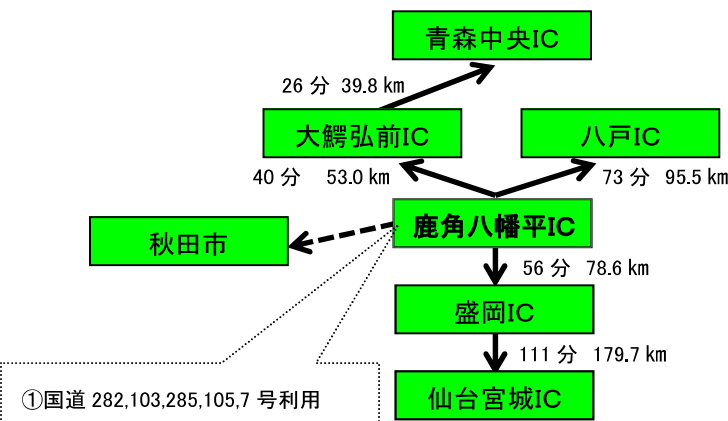 青森中央IC
26 分 39.8 km
大鰐弘前IC
八戸IC
40 分 53.0 km
73 分 95.5 km
鹿角八幡平IC
秋田市
56 分 78.6 km
盛岡IC
111 分 179.7 km
仙台宮城IC
①国道 282,103,285,105,7 号利用